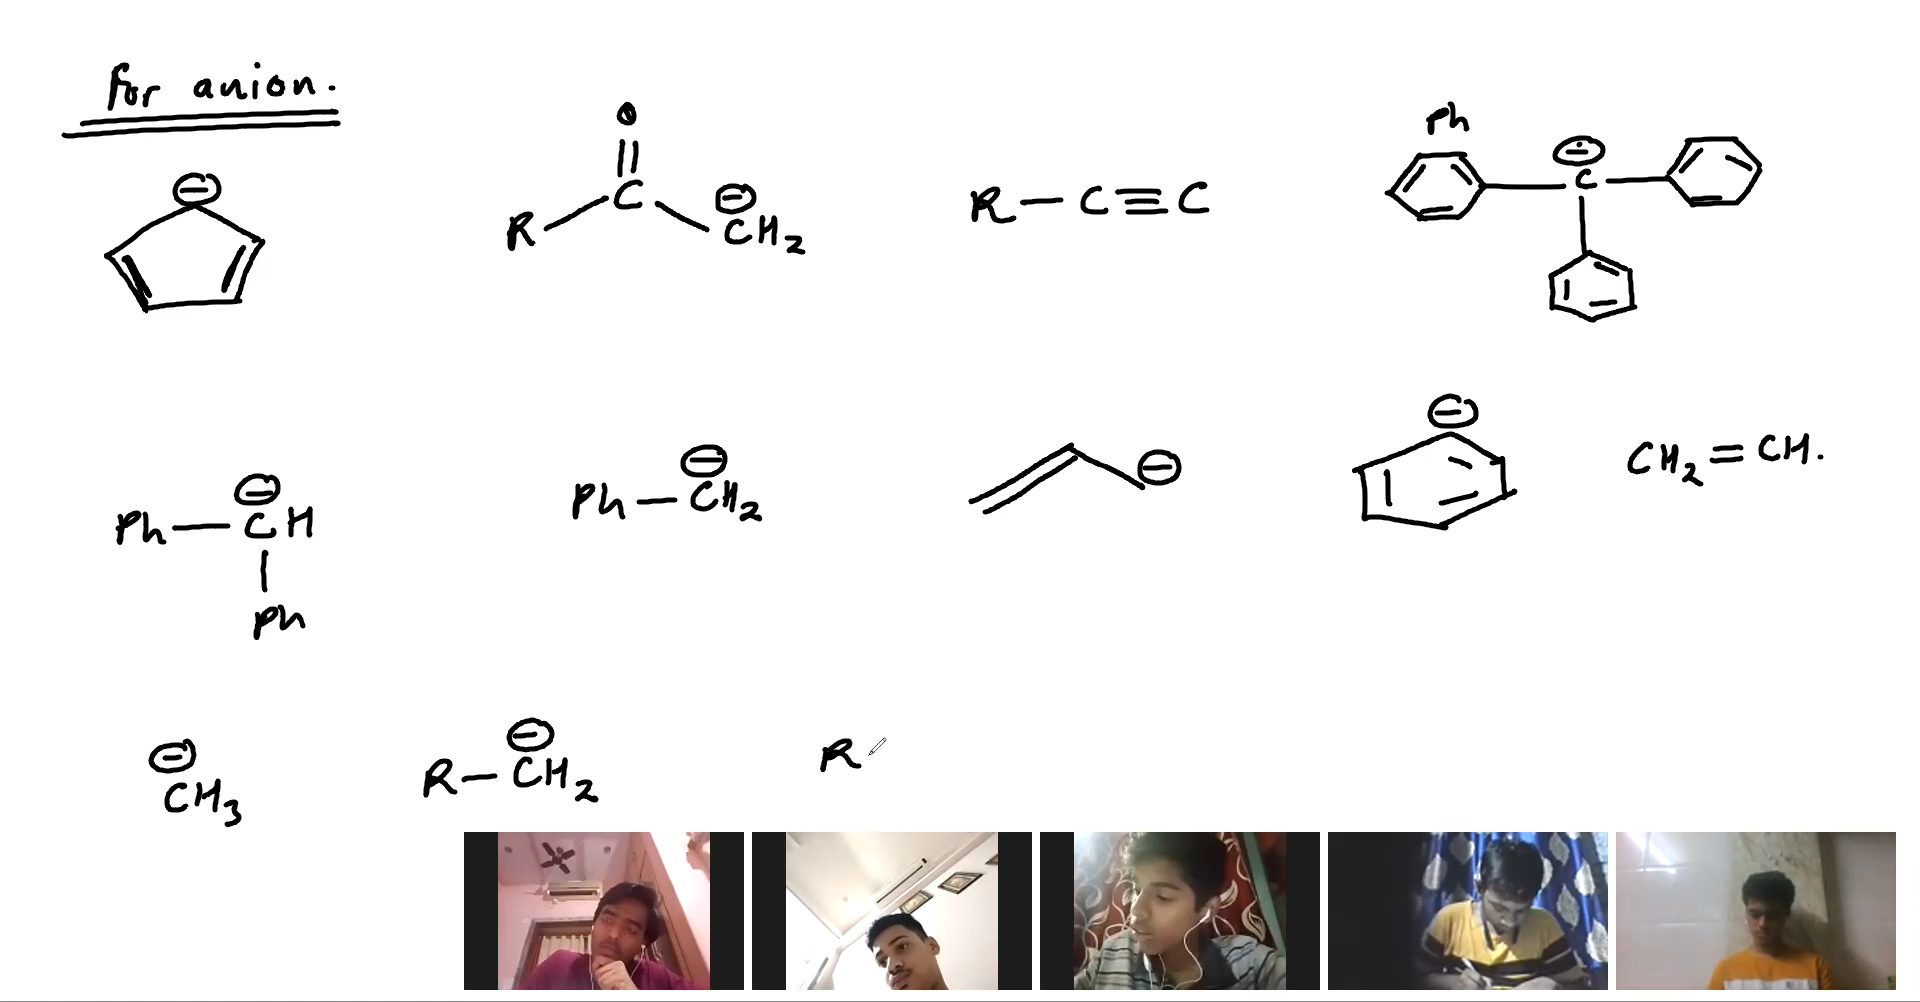 for anion.
⊖
O
||
R—C—CH₂ ⊖
R—C≡C
Ph
⊖
C
Ph—CH ⊖
|
Ph
Ph—CH₂ ⊖
⊖
⊖
CH₂=CH.
CH₃ ⊖
R—CH₂ ⊖
R